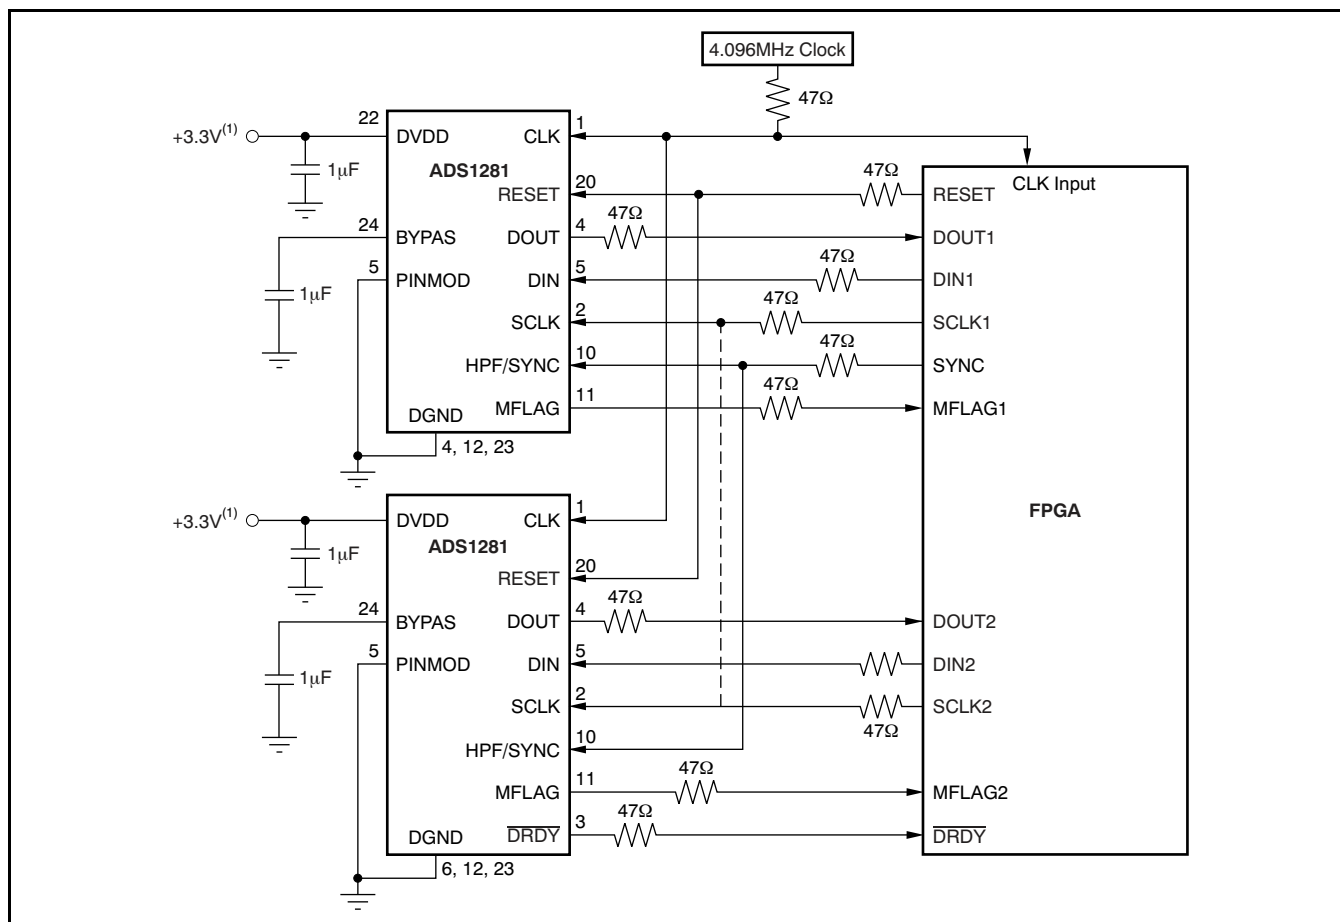 4.096MHz Clock
47Ω
+3.3V(1)
22
DVDD
CLK
1
1μF
ADS1281
CLK Input
RESET
20
47Ω
RESET
24
BYPAS
DOUT
4
47Ω
DOUT1
5
PINMOD
DIN
5
47Ω
DIN1
1μF
SCLK
2
47Ω
SCLK1
HPF/SYNC
10
47Ω
SYNC
MFLAG
11
47Ω
MFLAG1
DGND
4, 12, 23
FPGA
+3.3V(1)
DVDD
CLK
1
1μF
ADS1281
RESET
20
24
BYPAS
DOUT
4
47Ω
DOUT2
5
PINMOD
DIN
5
DIN2
1μF
SCLK
2
47Ω
SCLK2
HPF/SYNC
10
MFLAG
11
47Ω
MFLAG2
DGND
6, 12, 23
DRDY
3
47Ω
DRDY